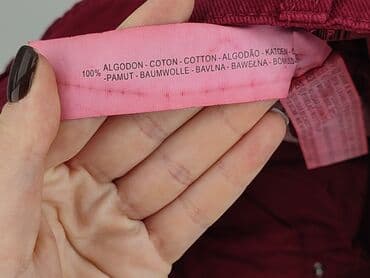 100% ALGODON - COTON - COTTON - ALGODÃO - KATOEN -
- PAMUT - BAUMWOLLE - BAVLNA - BAWEŁNA -